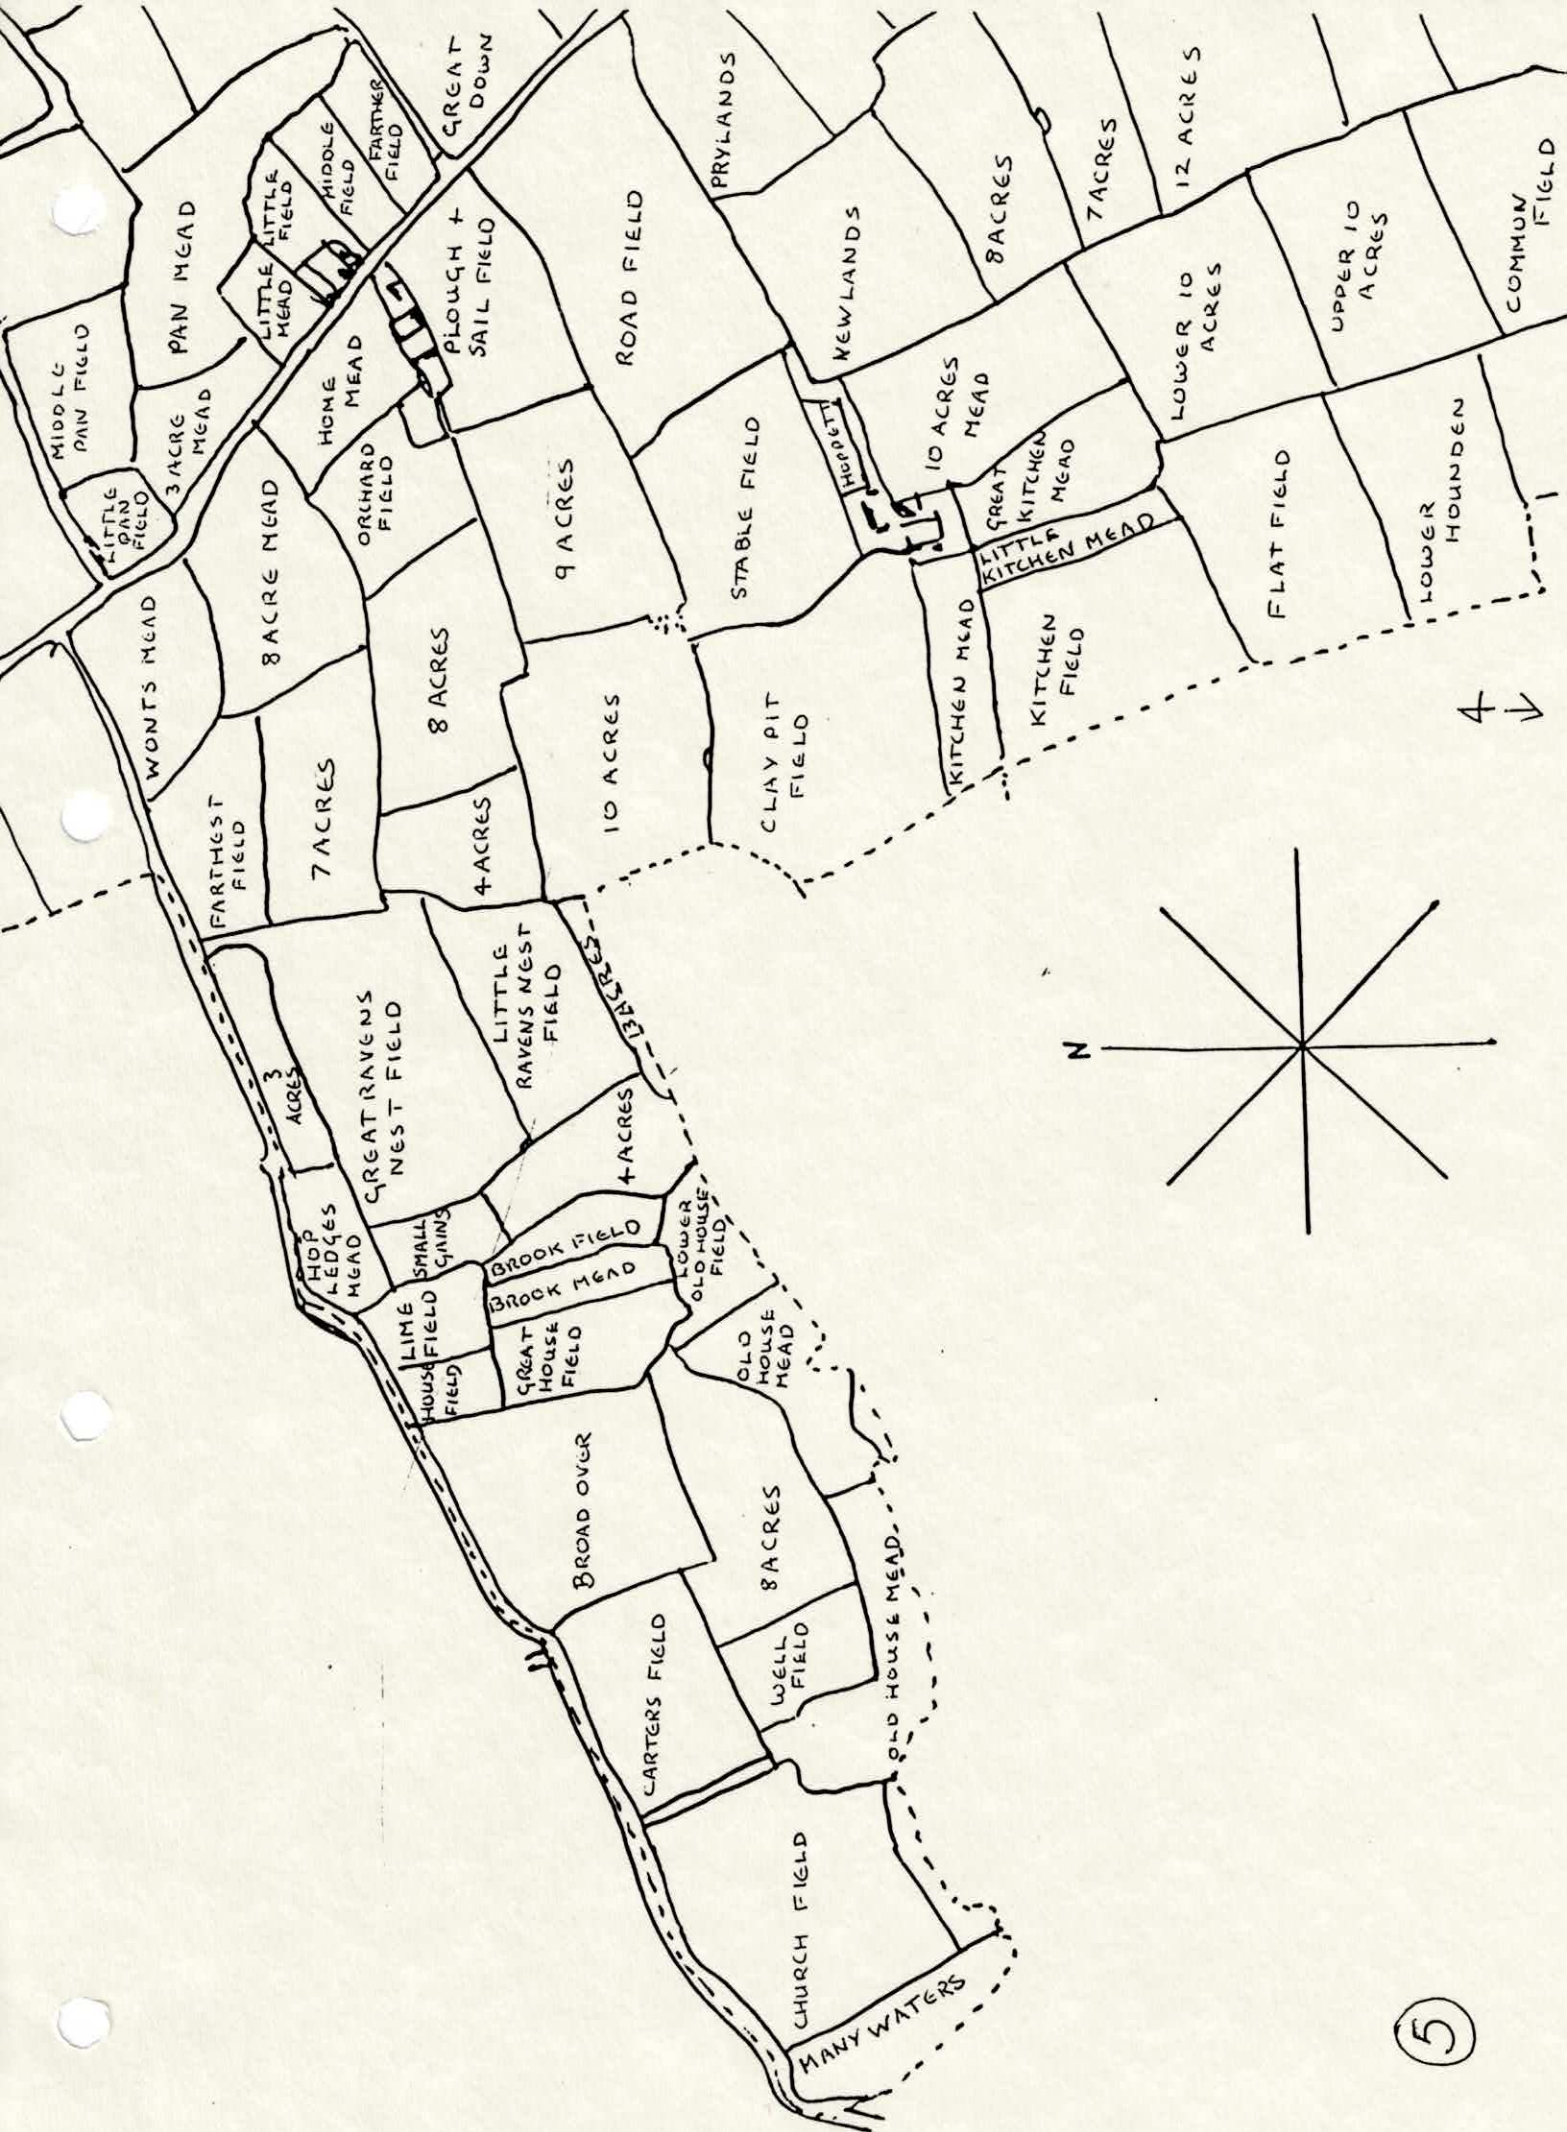 MIDDLE
PAN FIELD
LITTLE
PAN
FIELD
3 ACRE
MEAD
PAN MEAD
LITTLE
FIELD
LITTLE
MEAD
MIDDLE
FIELD
FARTHER
FIELD
GREAT
DOWN
WONTS MEAD
8 ACRE MEAD
HOME
MEAD
ORCHARD
FIELD
PLOUGH +
SAIL FIELD
FARTHEST
FIELD
7 ACRES
8 ACRES
4 ACRES
9 ACRES
ROAD FIELD
PRYLANDS
10 ACRES
STABLE FIELD
HOPPETT
NEWLANDS
8 ACRES
7 ACRES
12 ACRES
CLAY PIT
FIELD
10 ACRES
MEAD
GREAT
KITCHEN
MEAD
LITTLE
KITCHEN MEAD
KITCHEN MEAD
KITCHEN
FIELD
LOWER 10
ACRES
UPPER 10
ACRES
COMMUN
FIELD
FLAT FIELD
LOWER
HOUNDEN
3
ACRES
GREAT RAVENS
NEST FIELD
LITTLE
RAVENS NEST
FIELD
13ACRES
4 ACRES
HOP
LEDGES
MEAD
SMALL
GAINS
LIME
FIELD
HOUSE
FIELD
BROOK FIELD
BROOK MEAD
GREAT
HOUSE
FIELD
LOWER
OLD HOUSE
FIELD
OLD
HOUSE
MEAD
BROAD OVER
8 ACRES
CARTERS FIELD
WELL
FIELD
OLD HOUSE MEAD
CHURCH FIELD
MANY WATERS
N
4
5